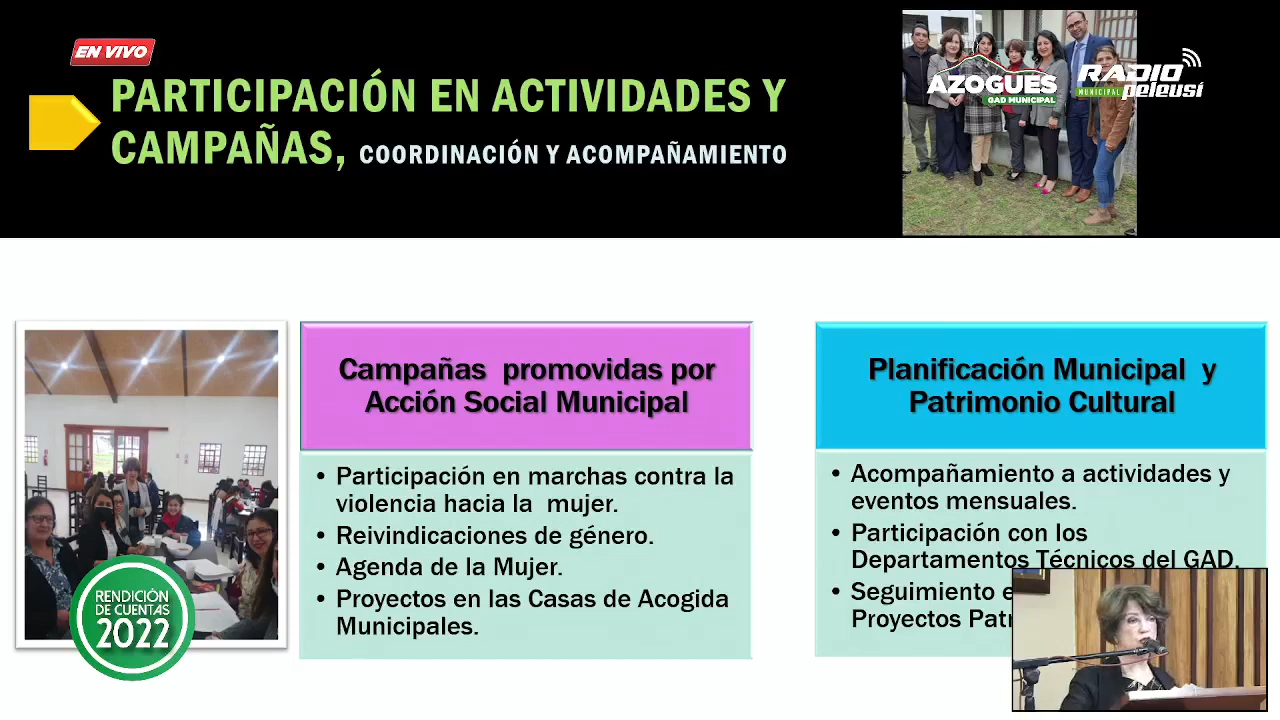 EN VIVO
PARTICIPACIÓN EN ACTIVIDADES Y
CAMPAÑAS, COORDINACIÓN Y ACOMPAÑAMIENTO
AZOGUES
GAD MUNICIPAL
RADIO
MUNICIPAL peleusí
Campañas promovidas por
Acción Social Municipal
• Participación en marchas contra la
violencia hacia la mujer.
• Reivindicaciones de género.
• Agenda de la Mujer.
• Proyectos en las Casas de Acogida
Municipales.
Planificación Municipal y
Patrimonio Cultural
• Acompañamiento a actividades y
eventos mensuales.
• Participación con los
Departamentos Técnicos del GAD.
• Seguimiento
Proyectos
RENDICIÓN
DE CUENTAS
2022